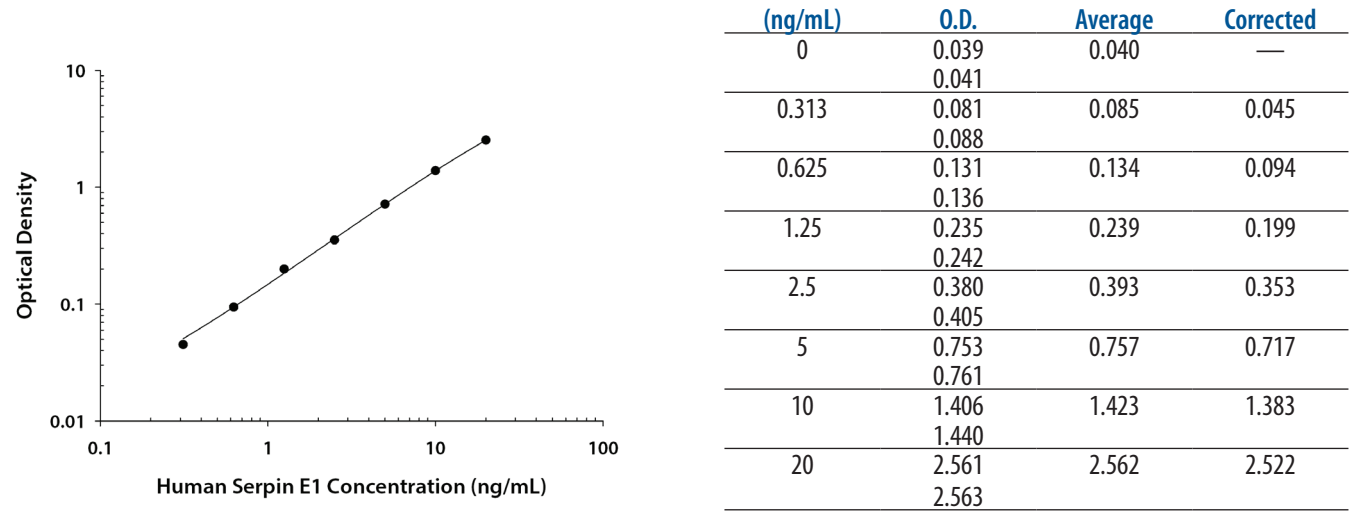 10
1
0.1
0.01
0.1 1 10 100
Optical Density
Human Serpin E1 Concentration (ng/mL)
(ng/mL) O.D. Average Corrected
0 0.039 0.040 —
0.041
0.313 0.081 0.085 0.045
0.088
0.625 0.131 0.134 0.094
0.136
1.25 0.235 0.239 0.199
0.242
2.5 0.380 0.393 0.353
0.405
5 0.753 0.757 0.717
0.761
10 1.406 1.423 1.383
1.440
20 2.561 2.562 2.522
2.563